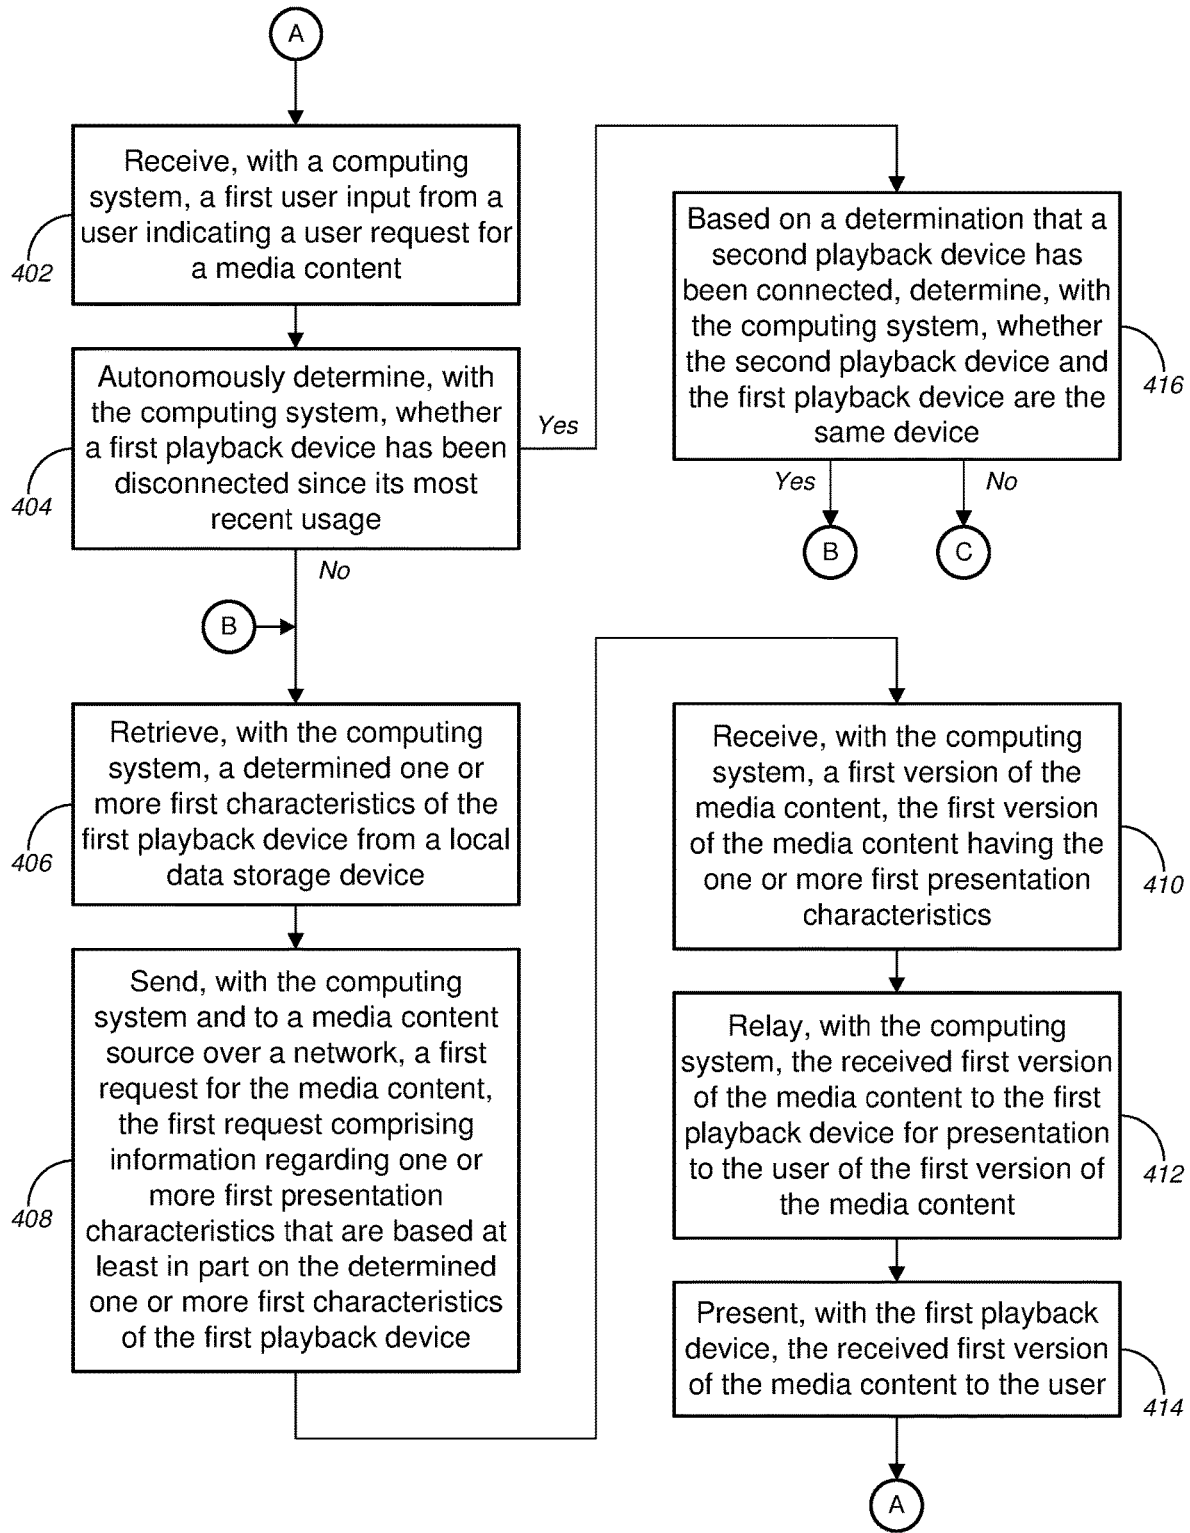 A
Receive, with a computing
system, a first user input from a
user indicating a user request for
a media content
402
Autonomously determine, with
the computing system, whether
a first playback device has been
disconnected since its most
recent usage
404
Yes
No
Based on a determination that a
second playback device has
been connected, determine, with
the computing system, whether
the second playback device and
the first playback device are the
same device
416
Yes
No
B
C
B
Retrieve, with the computing
system, a determined one or
more first characteristics of the
first playback device from a local
data storage device
406
Send, with the computing
system and to a media content
source over a network, a first
request for the media content,
the first request comprising
information regarding one or
more first presentation
characteristics that are based at
least in part on the determined
one or more first characteristics
of the first playback device
408
Receive, with the computing
system, a first version of the
media content, the first version
of the media content having the
one or more first presentation
characteristics
410
Relay, with the computing
system, the received first version
of the media content to the first
playback device for presentation
to the user of the first version of
the media content
412
Present, with the first playback
device, the received first version
of the media content to the user
414
A